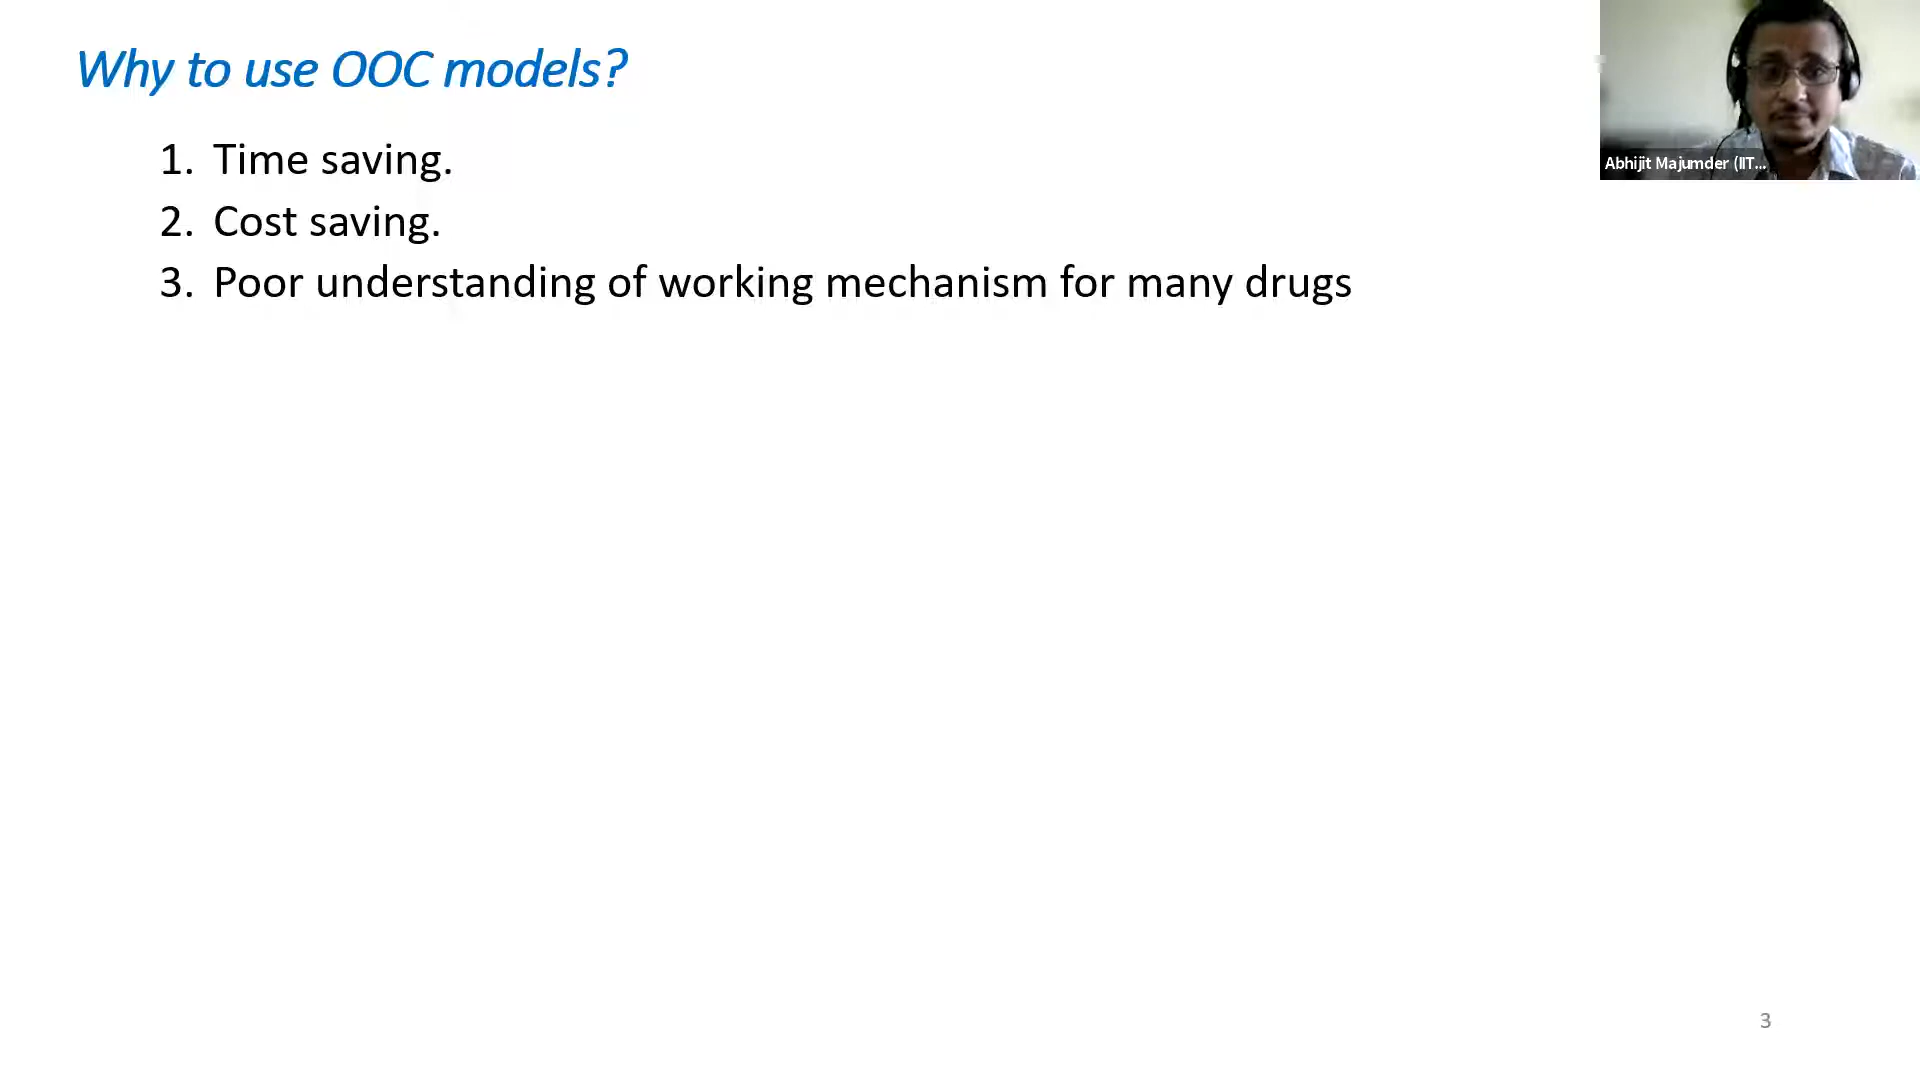 Why to use OOC models?
1. Time saving.
2. Cost saving.
3. Poor understanding of working mechanism for many drugs
Abhijit Majumder (IIT...
3